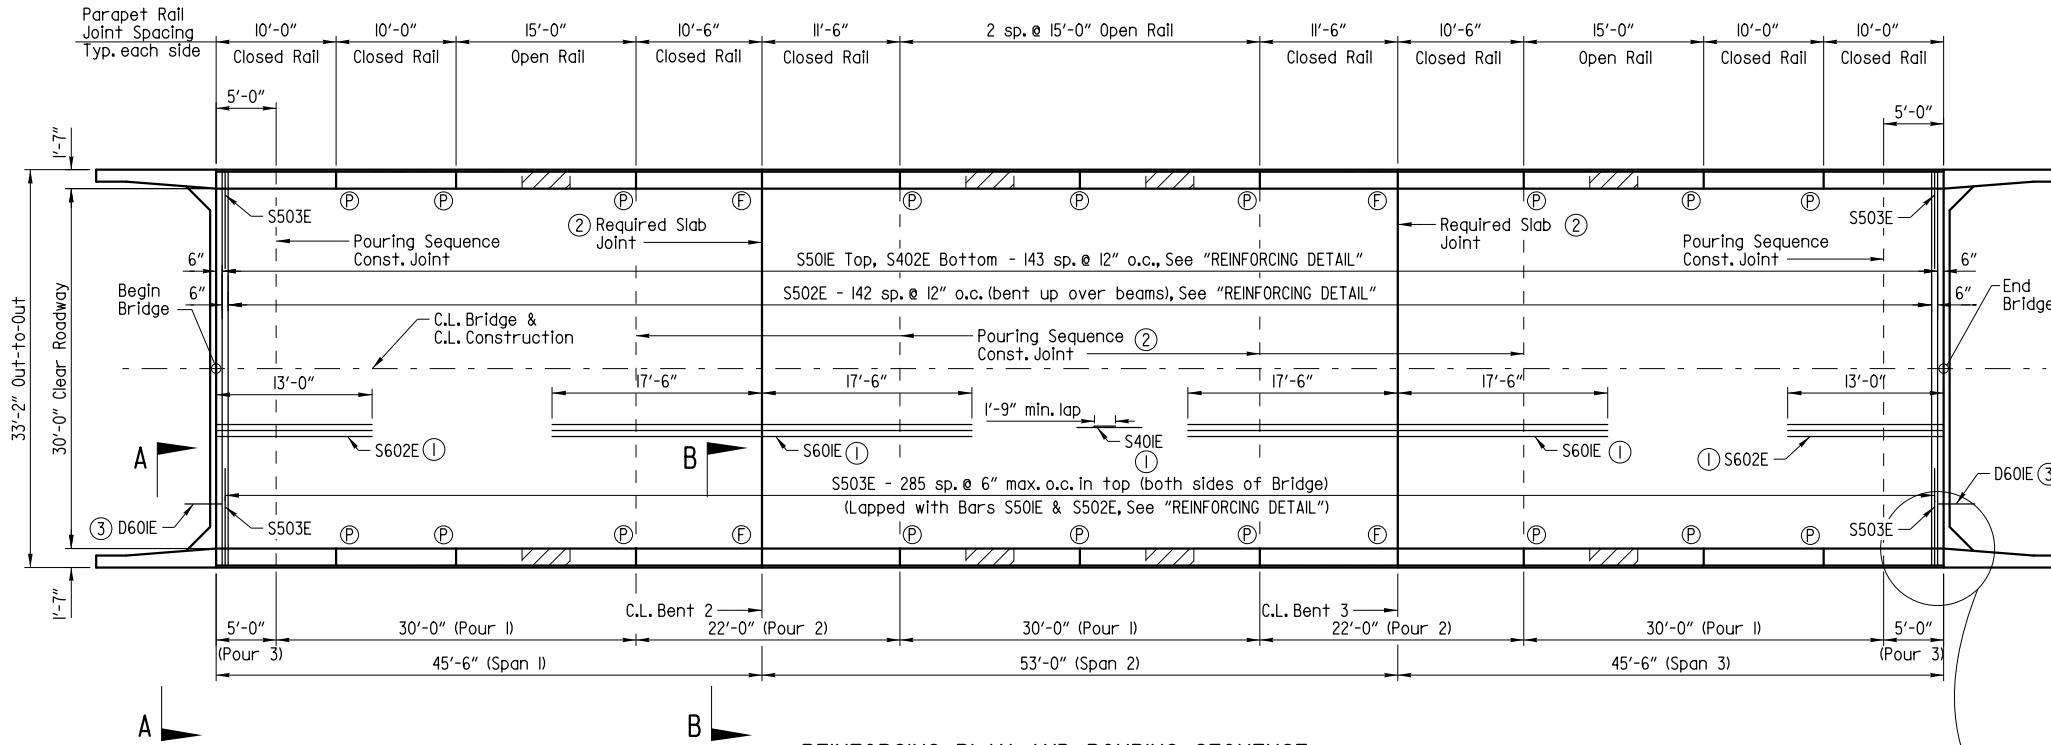 Parapet Rail
Joint Spacing
Typ. each side
10'-0" 10'-0" 15'-0" 10'-6" 11'-6" 2 sp. @ 15'-0" Open Rail 11'-6" 10'-6" 15'-0" 10'-0" 10'-0"
Closed Rail Closed Rail Open Rail Closed Rail Closed Rail Closed Rail Closed Rail Open Rail Closed Rail Closed Rail
5'-0" 5'-0"
1'-7"
P P P F P P P F P P P
S503E S503E
2 Required Slab
Joint
Required Slab 2
Joint
Pouring Sequence
Const. Joint
Pouring Sequence
Const. Joint
6" S501E Top, S402E Bottom - 143 sp. @ 12" o.c., See "REINFORCING DETAIL" 6"
Begin
Bridge
6" S502E - 142 sp. @ 12" o.c. (bent up over beams), See "REINFORCING DETAIL" 6"
End
Bridge
C.L. Bridge &
C.L. Construction
Pouring Sequence 2
Const. Joint
33'-2" Out-to-Out
30'-0" Clear Roadway
13'-0" 17'-6" 17'-6" 17'-6" 17'-6" 13'-0"
1'-9" min. lap
A B
S602E 1 S601E 1 S401E
1
S601E 1 1 S602E
S503E - 285 sp. @ 6" max. o.c. in top (both sides of Bridge)
(Lapped with Bars S501E & S502E, See "REINFORCING DETAIL")
3 D601E S503E S503E D601E 3
P P P F P P P F P P P
1'-7"
C.L. Bent 2 C.L. Bent 3
5'-0" 30'-0" (Pour 1) 22'-0" (Pour 2) 30'-0" (Pour 1) 22'-0" (Pour 2) 30'-0" (Pour 1) 5'-0"
(Pour 3) (Pour 3)
45'-6" (Span 1) 53'-0" (Span 2) 45'-6" (Span 3)
A B
REINFORCING PLAN AND POURING SEQUENCE